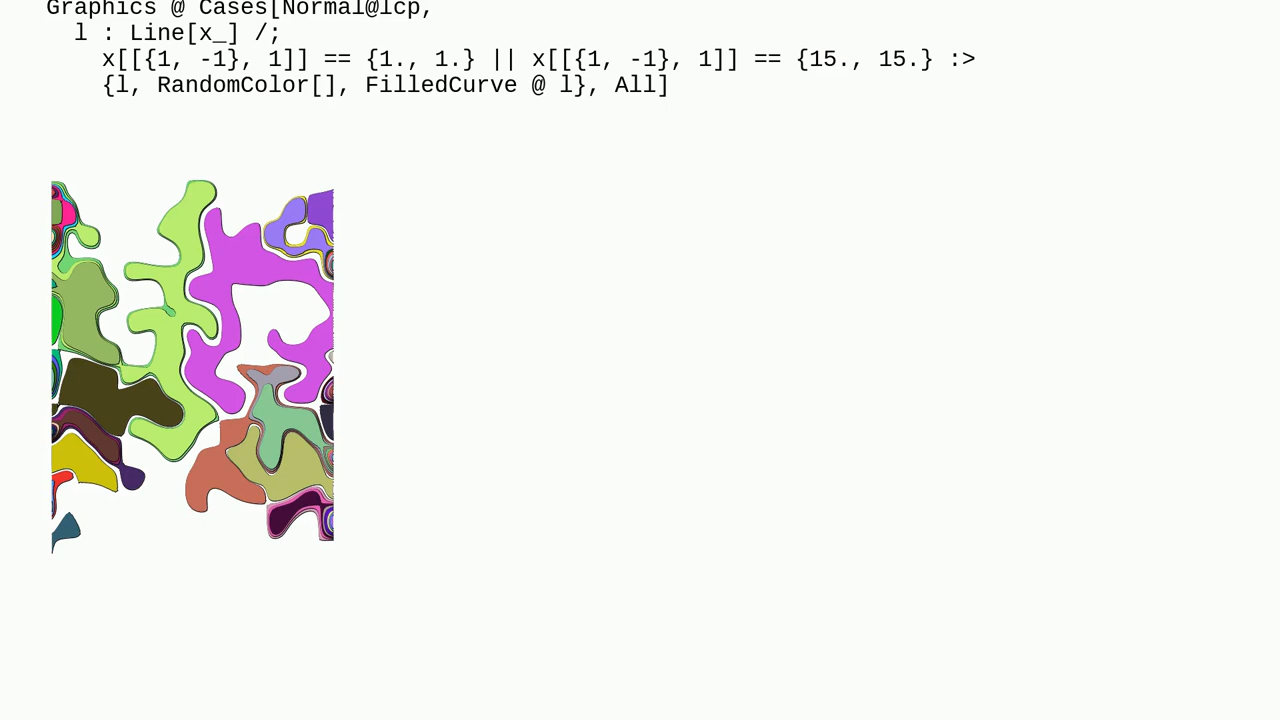 Graphics @ Cases[Normal@lcp,
l : Line[x_] /;
x[[{1, -1}, 1]] == {1., 1.} || x[[{1, -1}, 1]] == {15., 15.} :>
{l, RandomColor[], FilledCurve @ l}, All]